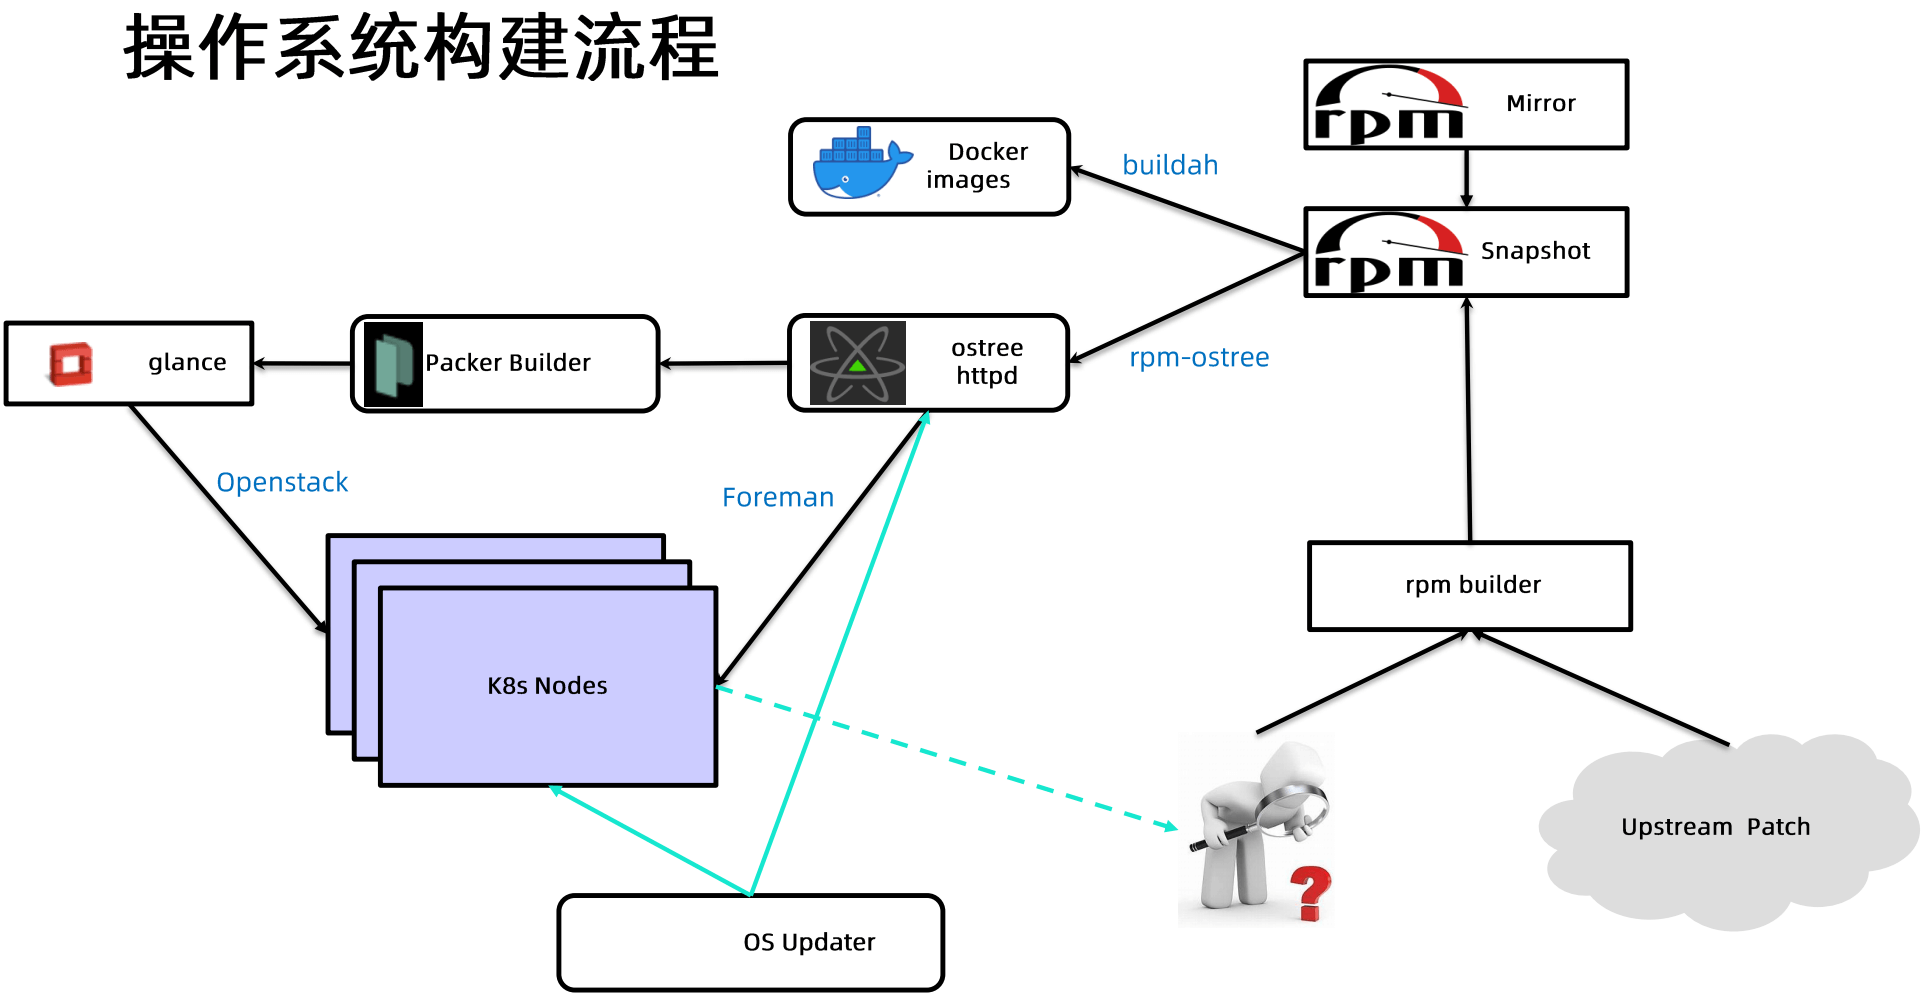 操作系统构建流程
rpm
Mirror
Docker
images
buildah
rpm
Snapshot
glance
Packer Builder
ostree
httpd
rpm-ostree
Openstack
Foreman
K8s Nodes
rpm builder
Upstream Patch
?
OS Updater